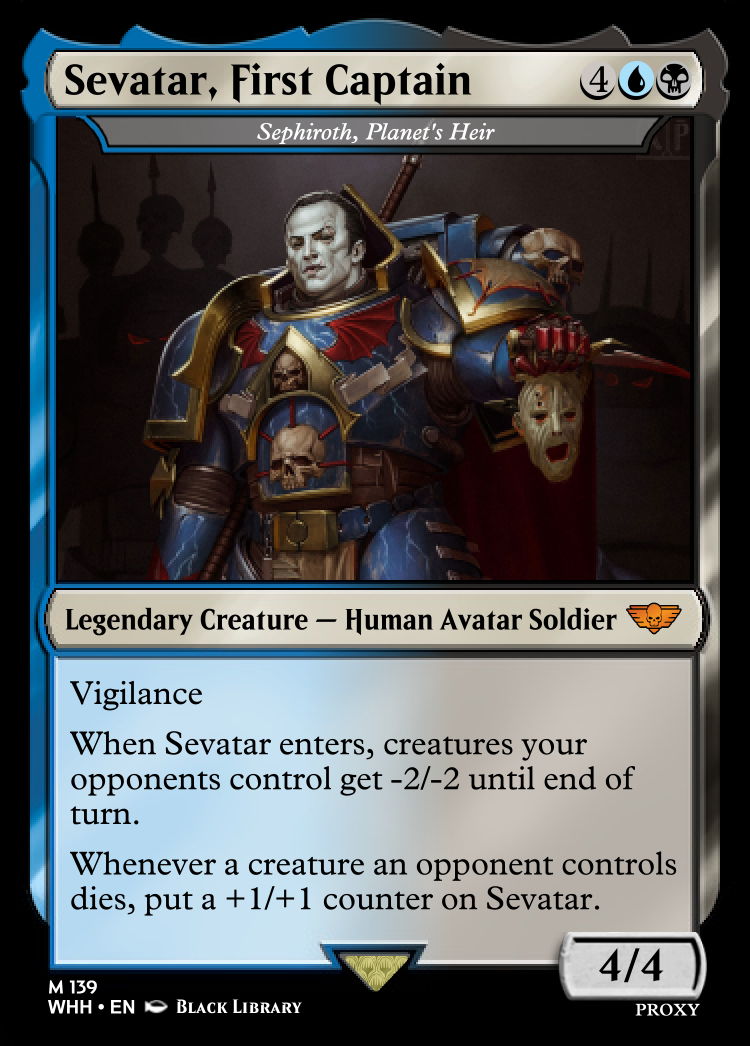 Sevatar, First Captain 4
Sephiroth, Planet's Heir
Legendary Creature — Human Avatar Soldier
Vigilance
When Sevatar enters, creatures your
opponents control get -2/-2 until end of
turn.
Whenever a creature an opponent controls
dies, put a +1/+1 counter on Sevatar.
4/4
M 139
WHH • EN BLACK LIBRARY
PROXY